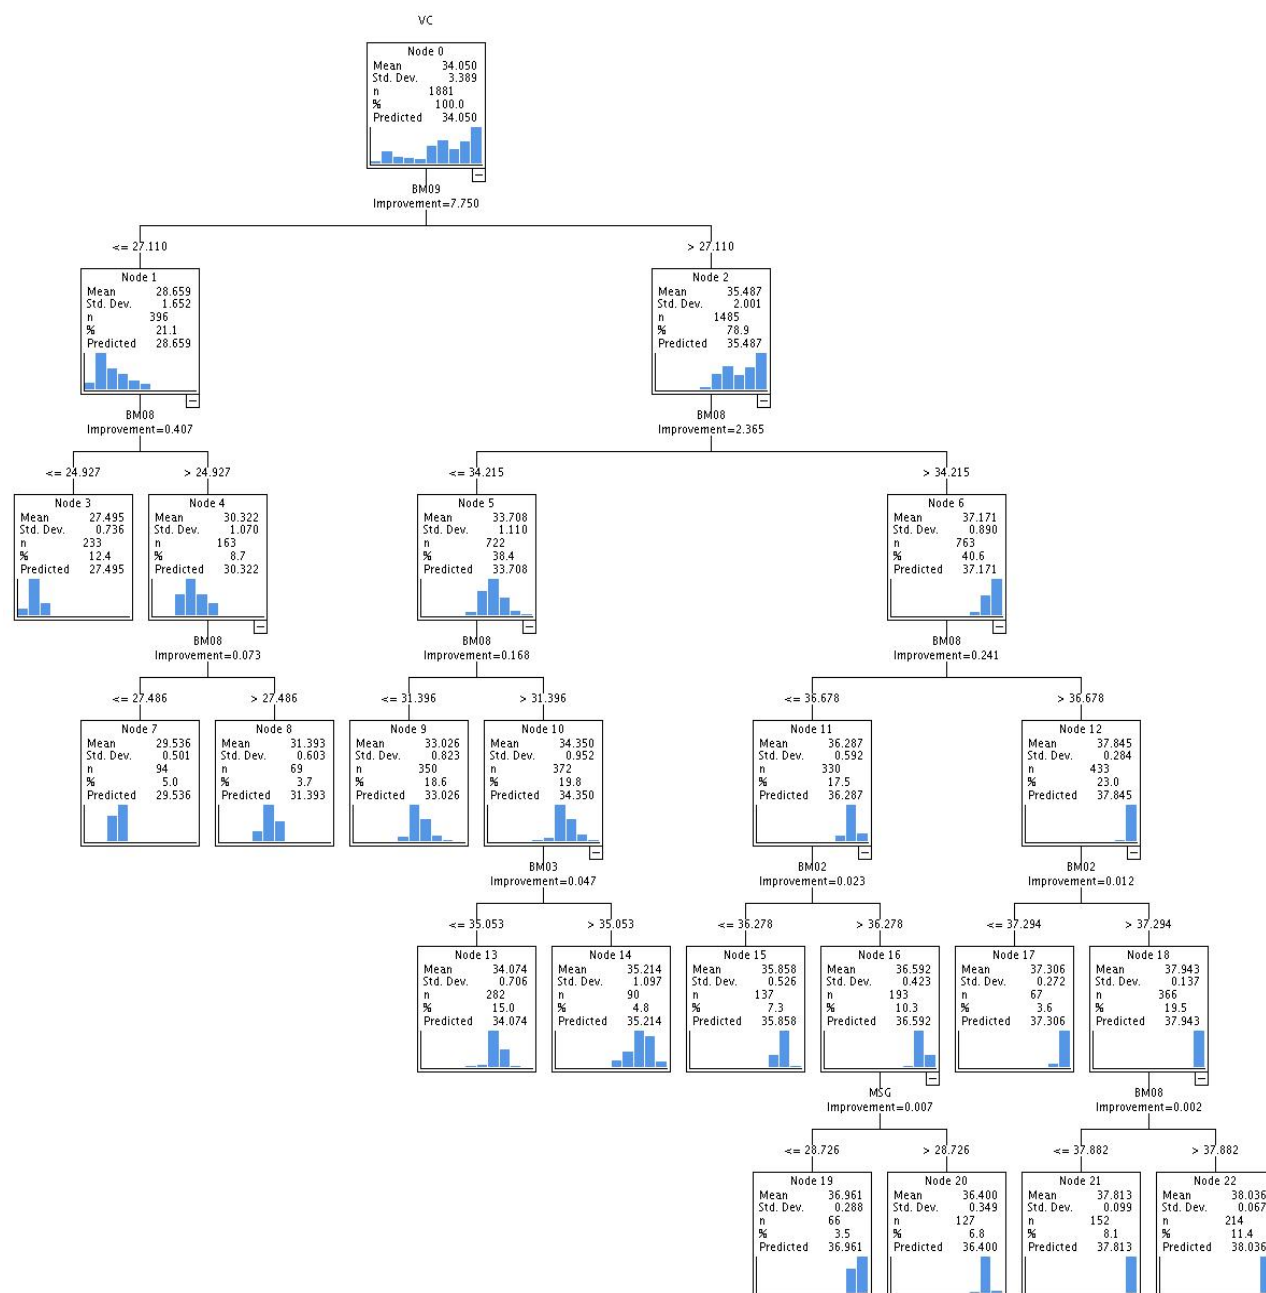 VC
Node 0
Mean 34.050
Std. Dev. 3.389
n 1881
% 100.0
Predicted 34.050
BM09
Improvement=7.750
<= 27.110
> 27.110
Node 1
Mean 28.659
Std. Dev. 1.652
n 396
% 21.1
Predicted 28.659
Node 2
Mean 35.487
Std. Dev. 2.001
n 1485
% 78.9
Predicted 35.487
BM08
Improvement=0.407
BM08
Improvement=2.365
<= 24.927
> 24.927
<= 34.215
> 34.215
Node 3
Mean 27.495
Std. Dev. 0.736
n 233
% 12.4
Predicted 27.495
Node 4
Mean 30.322
Std. Dev. 1.070
n 163
% 8.7
Predicted 30.322
Node 5
Mean 33.708
Std. Dev. 1.110
n 722
% 38.4
Predicted 33.708
Node 6
Mean 37.171
Std. Dev. 0.890
n 763
% 40.6
Predicted 37.171
BM08
Improvement=0.073
BM08
Improvement=0.168
BM08
Improvement=0.241
<= 27.486
> 27.486
<= 31.396
> 31.396
<= 36.678
> 36.678
Node 7
Mean 29.536
Std. Dev. 0.501
n 94
% 5.0
Predicted 29.536
Node 8
Mean 31.393
Std. Dev. 0.603
n 69
% 3.7
Predicted 31.393
Node 9
Mean 33.026
Std. Dev. 0.823
n 350
% 18.6
Predicted 33.026
Node 10
Mean 34.350
Std. Dev. 0.952
n 372
% 19.8
Predicted 34.350
Node 11
Mean 36.287
Std. Dev. 0.592
n 330
% 17.5
Predicted 36.287
Node 12
Mean 37.845
Std. Dev. 0.284
n 433
% 23.0
Predicted 37.845
BM03
Improvement=0.047
BM02
Improvement=0.023
BM02
Improvement=0.012
<= 35.053
> 35.053
<= 36.278
> 36.278
<= 37.294
> 37.294
Node 13
Mean 34.074
Std. Dev. 0.706
n 282
% 15.0
Predicted 34.074
Node 14
Mean 35.214
Std. Dev. 1.097
n 90
% 4.8
Predicted 35.214
Node 15
Mean 35.858
Std. Dev. 0.526
n 137
% 7.3
Predicted 35.858
Node 16
Mean 36.592
Std. Dev. 0.423
n 193
% 10.3
Predicted 36.592
Node 17
Mean 37.306
Std. Dev. 0.272
n 67
% 3.6
Predicted 37.306
Node 18
Mean 37.943
Std. Dev. 0.137
n 366
% 19.5
Predicted 37.943
MSG
Improvement=0.007
BM08
Improvement=0.002
<= 28.726
> 28.726
<= 37.882
> 37.882
Node 19
Mean 36.961
Std. Dev. 0.288
n 66
% 3.5
Predicted 36.961
Node 20
Mean 36.400
Std. Dev. 0.349
n 127
% 6.8
Predicted 36.400
Node 21
Mean 37.813
Std. Dev. 0.099
n 152
% 8.1
Predicted 37.813
Node 22
Mean 38.036
Std. Dev. 0.067
n 214
% 11.4
Predicted 38.036